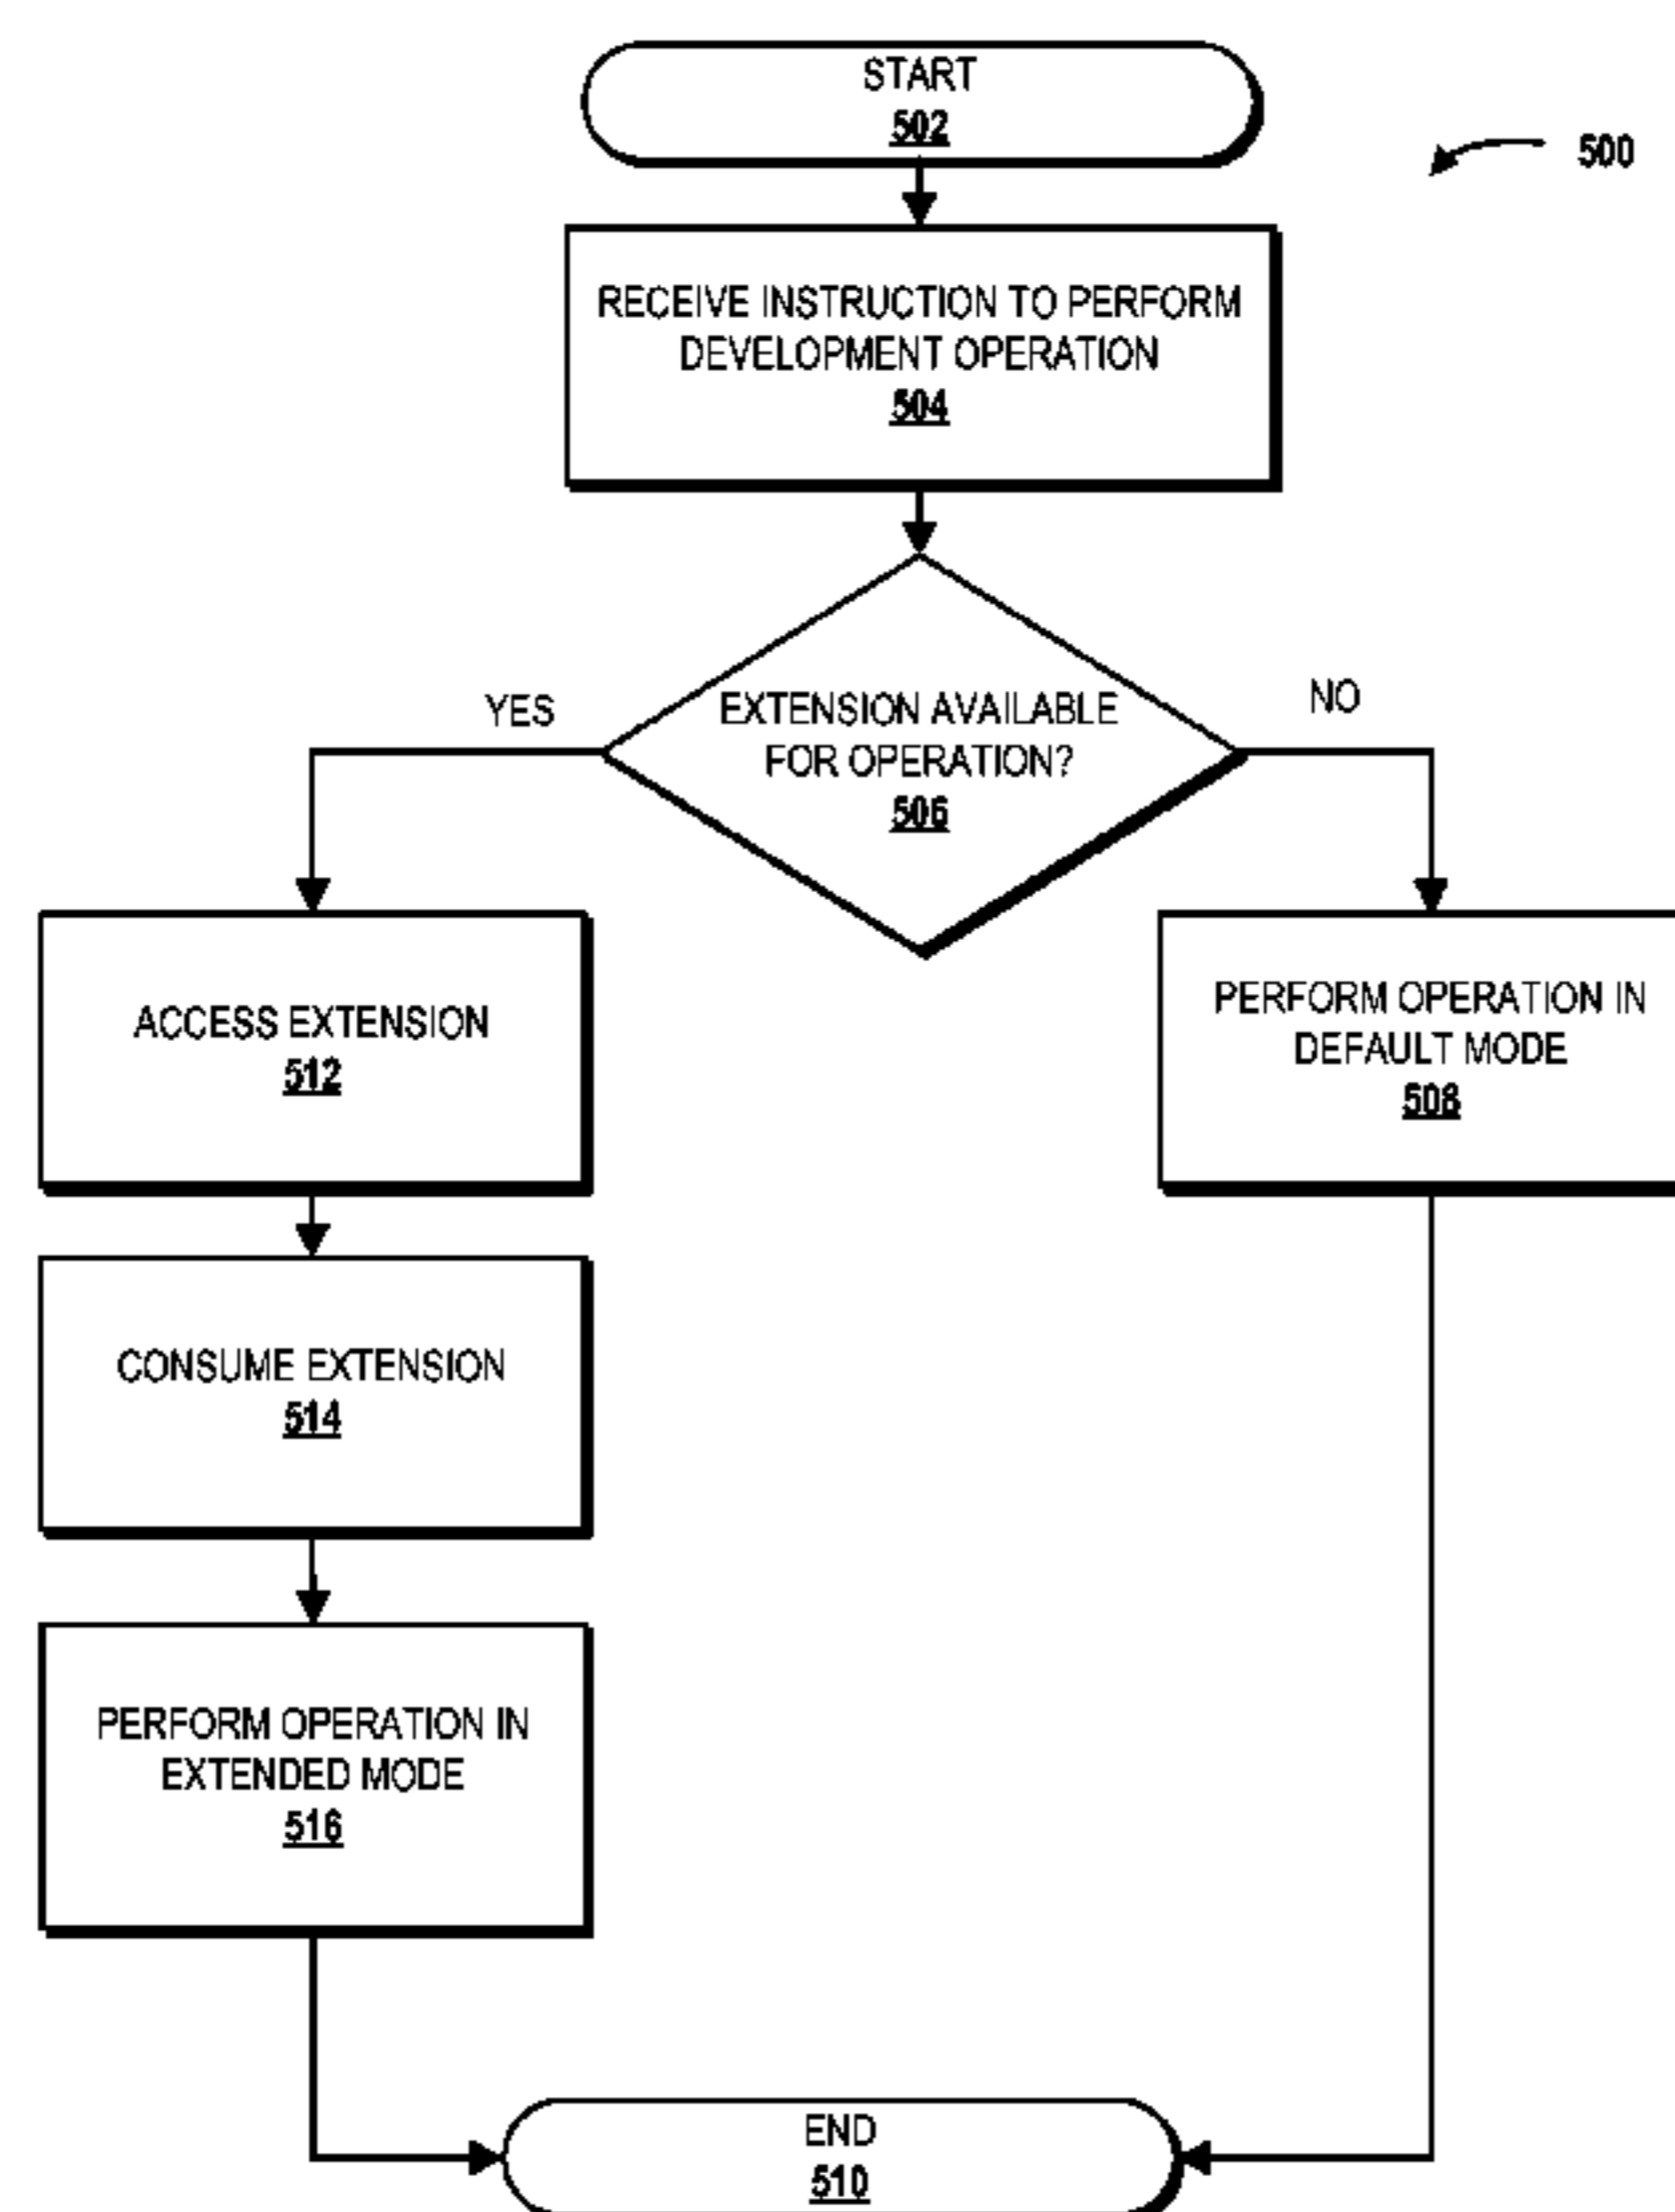 START
502
500
RECEIVE INSTRUCTION TO PERFORM
DEVELOPMENT OPERATION
504
YES
EXTENSION AVAILABLE
FOR OPERATION?
506
NO
ACCESS EXTENSION
512
PERFORM OPERATION IN
DEFAULT MODE
508
CONSUME EXTENSION
514
PERFORM OPERATION IN
EXTENDED MODE
516
END
510